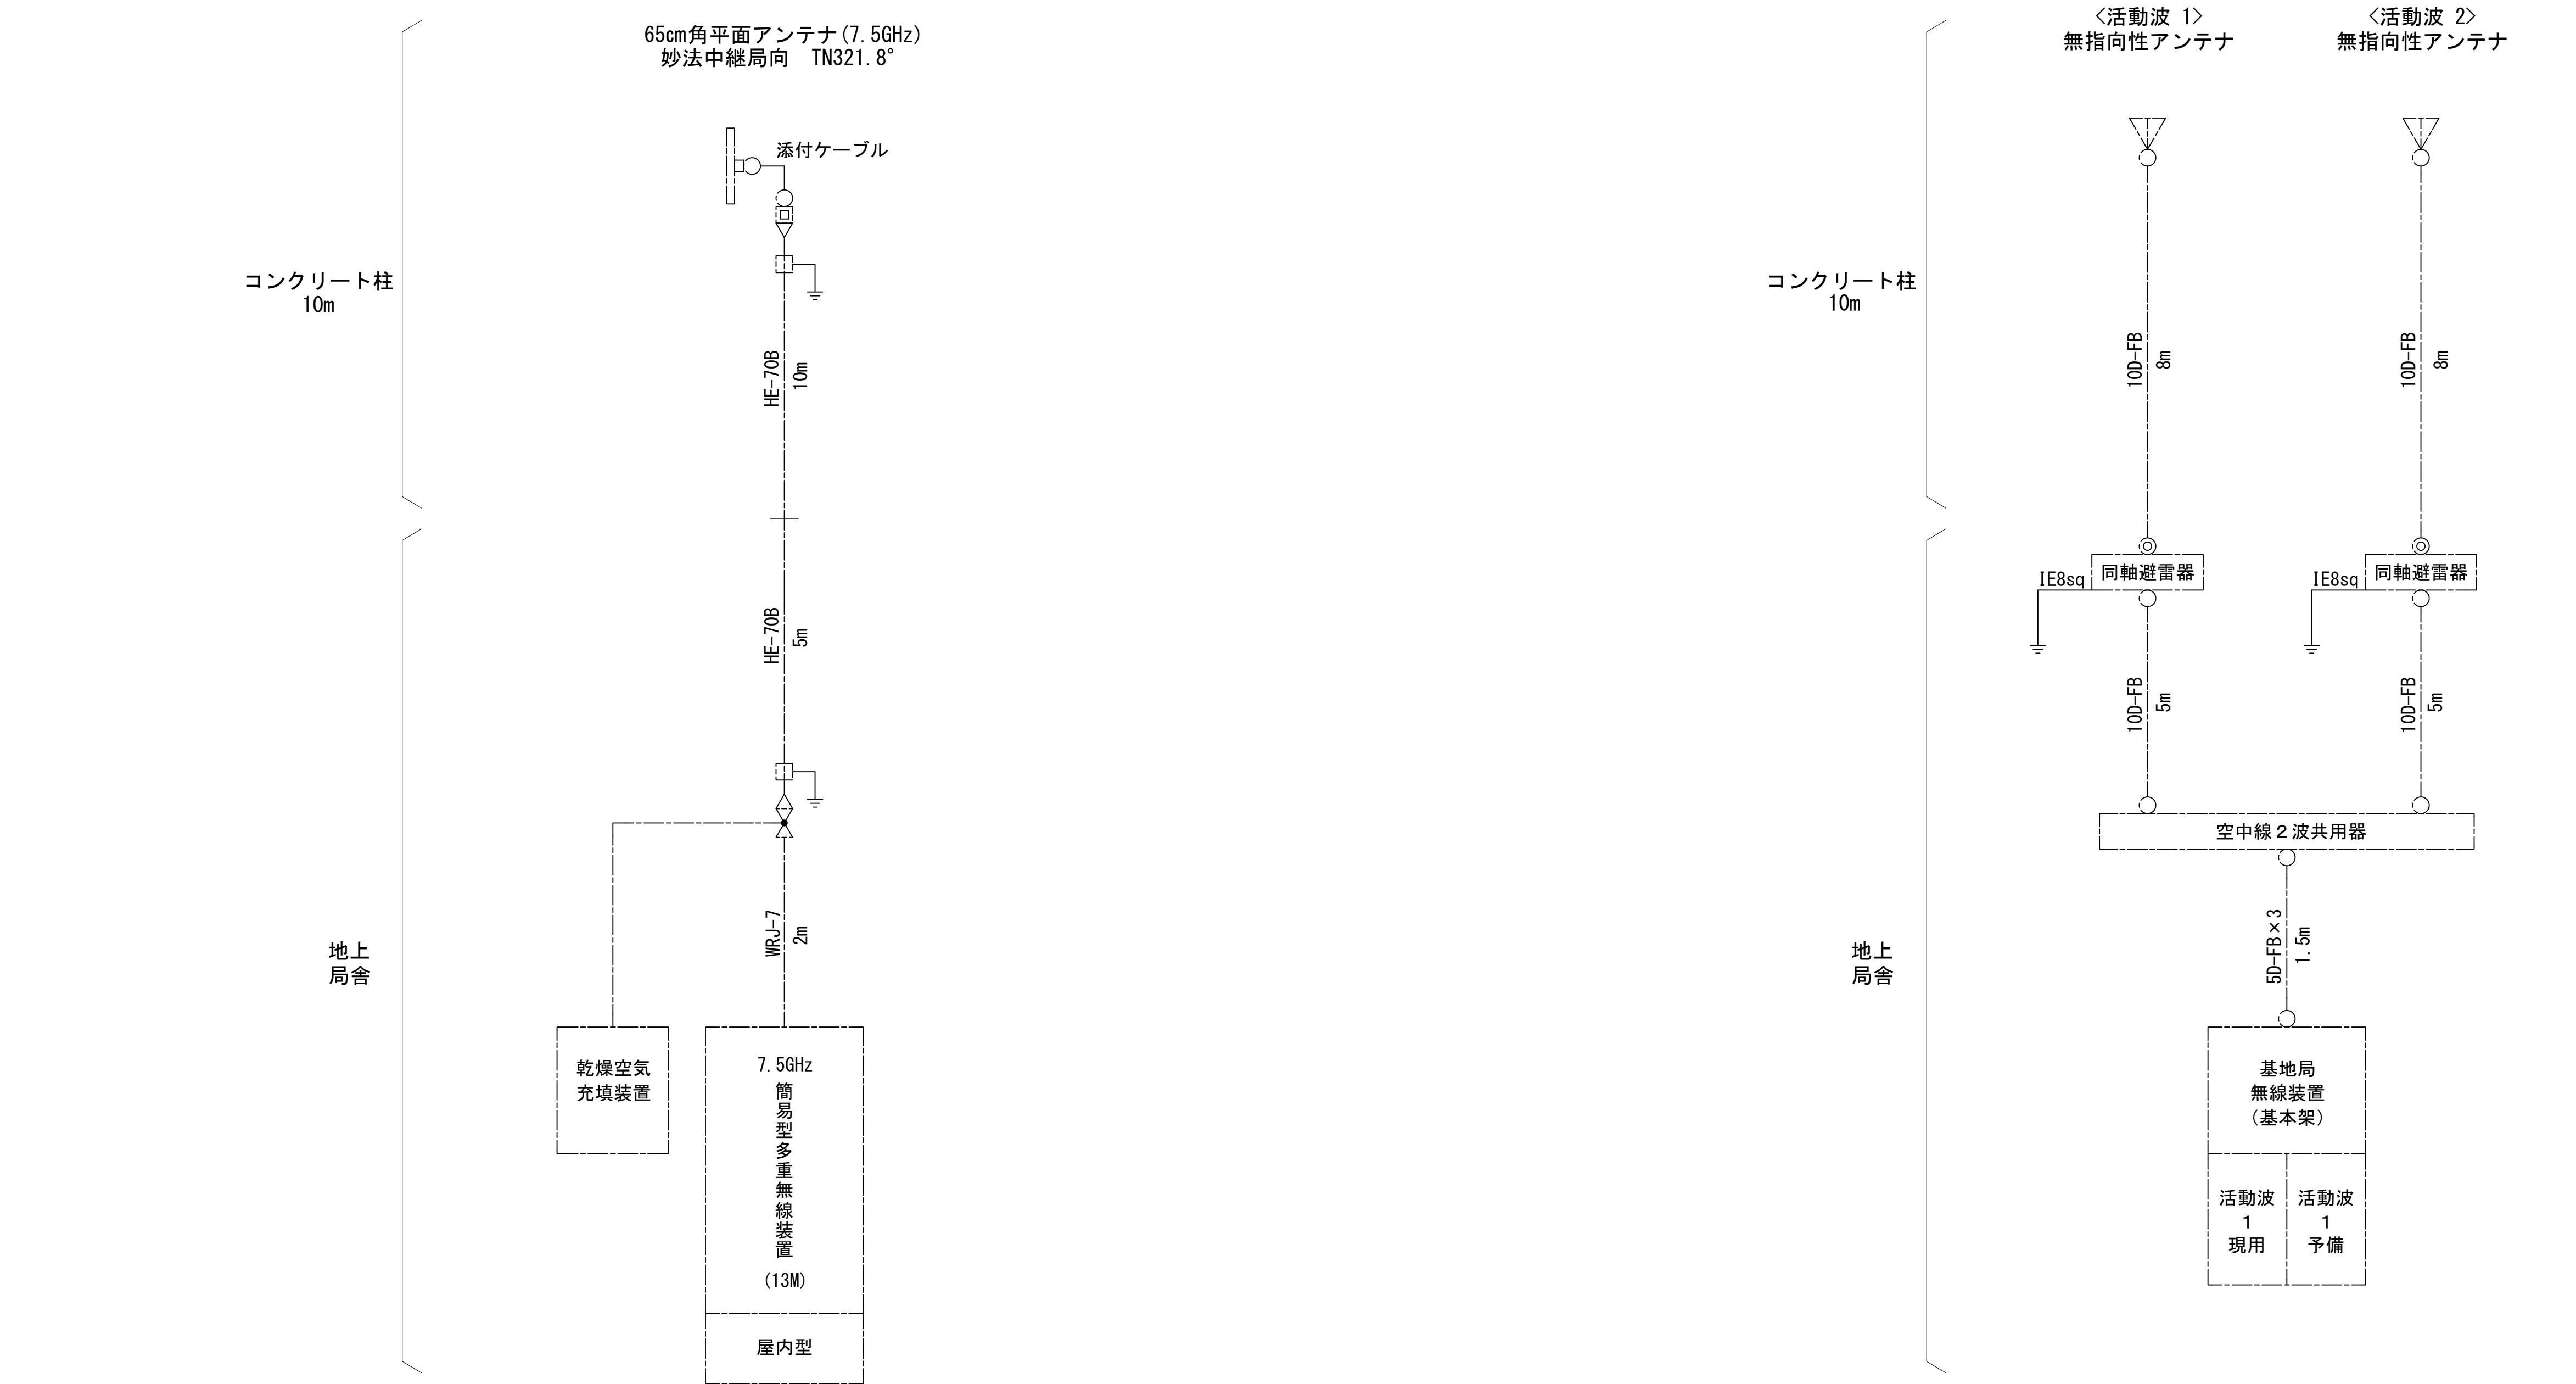 65cm角平面アンテナ(7.5GHz)
妙法中継局向　TN321.8°
添付ケーブル
コンクリート柱
10m
HE-70B
10m
HE-70B
5m
地上
局舎
WRJ-7
2m
乾燥空気
充填装置
7.5GHz
簡易型多重無線装置
(13M)
屋内型
<活動波 1>
無指向性アンテナ
<活動波 2>
無指向性アンテナ
コンクリート柱
10m
10D-FB
8m
10D-FB
8m
IE8sq
同軸避雷器
IE8sq
同軸避雷器
10D-FB
5m
10D-FB
5m
空中線２波共用器
地上
局舎
5D-FB×3
1.5m
基地局
無線装置
(基本架)
活動波
1
現用
活動波
1
予備